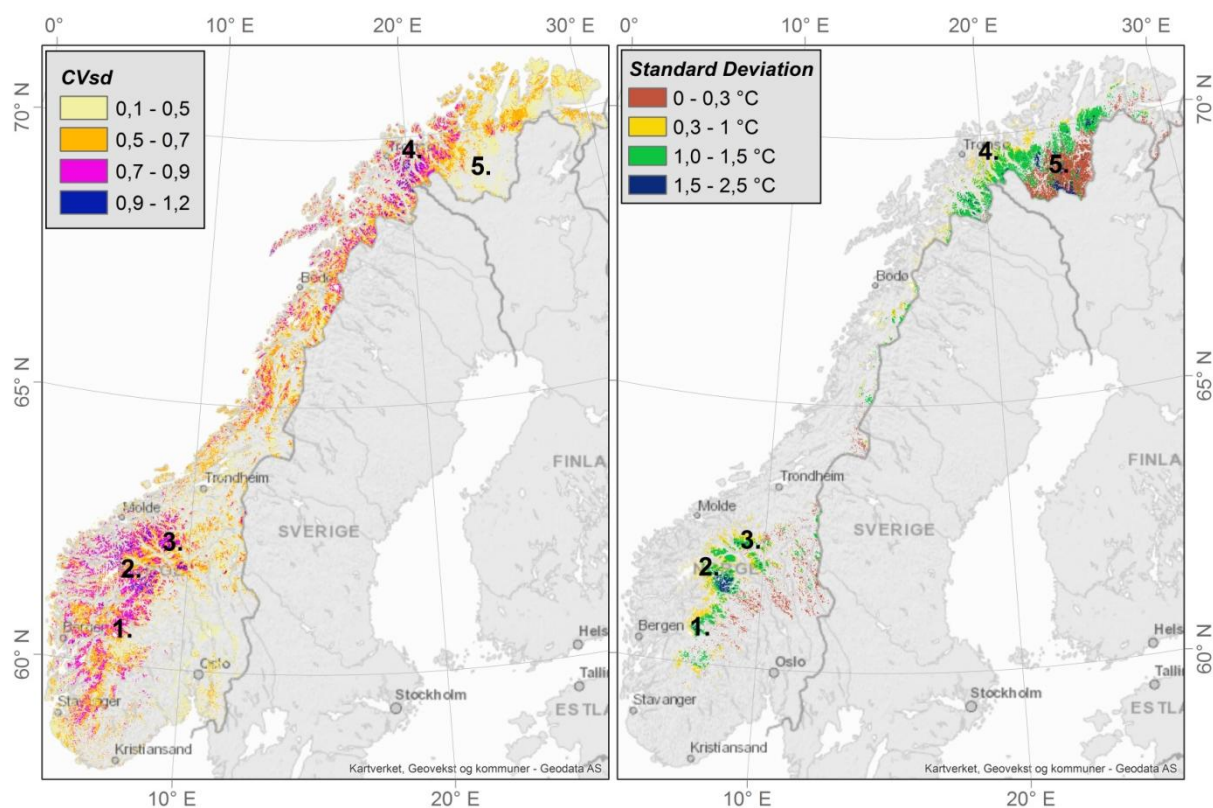 0° 10° E 20° E 30° E
CVsd
0,1 - 0,5
0,5 - 0,7
0,7 - 0,9
0,9 - 1,2
70° N
4.
5.
Bodø
65° N
Trondheim
Molde
3.
2.
SVERIGE
FINLA
1.
Bergen
60° N
Oslo
Stavanger
Stockholm
Hels
Tallin
ESTLA
Kristiansand
Kartverket, Geovekst og kommuner - Geodata AS
10° E 20° E
0° 10° E 20° E 30° E
Standard Deviation
0 - 0,3 °C
0,3 - 1 °C
1,0 - 1,5 °C
1,5 - 2,5 °C
70° N
Tromsø
4.
5.
Bodø
65° N
Trondheim
Molde
3.
2.
SVERIGE
FINLA
1.
Bergen
60° N
Oslo
Stavanger
Stockholm
Hels
Tallin
ESTLA
Kristiansand
Kartverket, Geovekst og kommuner - Geodata AS
10° E 20° E